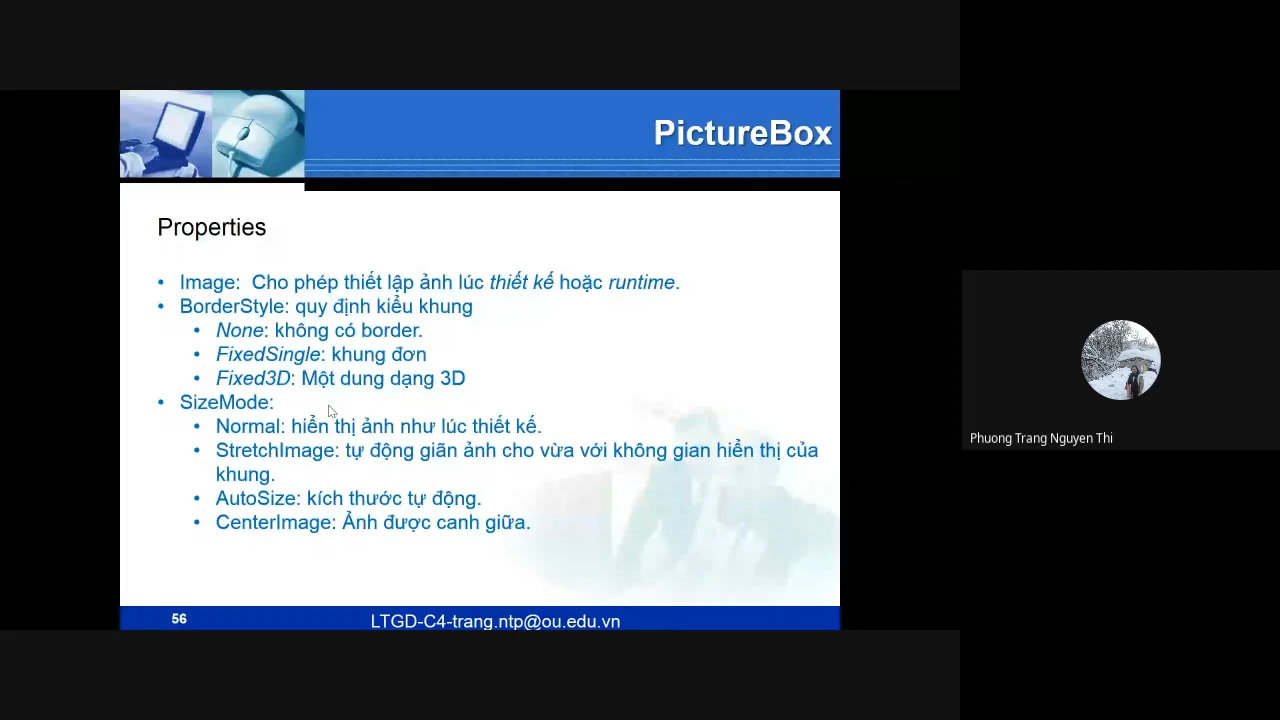 PictureBox
Properties
• Image: Cho phép thiết lập ảnh lúc thiết kế hoặc runtime.
• BorderStyle: quy định kiểu khung
• None: không có border.
• FixedSingle: khung đơn
• Fixed3D: Một dung dạng 3D
• SizeMode:
• Normal: hiển thị ảnh như lúc thiết kế.
• StretchImage: tự động giãn ảnh cho vừa với không gian hiển thị của
khung.
• AutoSize: kích thước tự động.
• CenterImage: Ảnh được canh giữa.
56
LTGD-C4-trang.ntp@ou.edu.vn
Phuong Trang Nguyen Thi